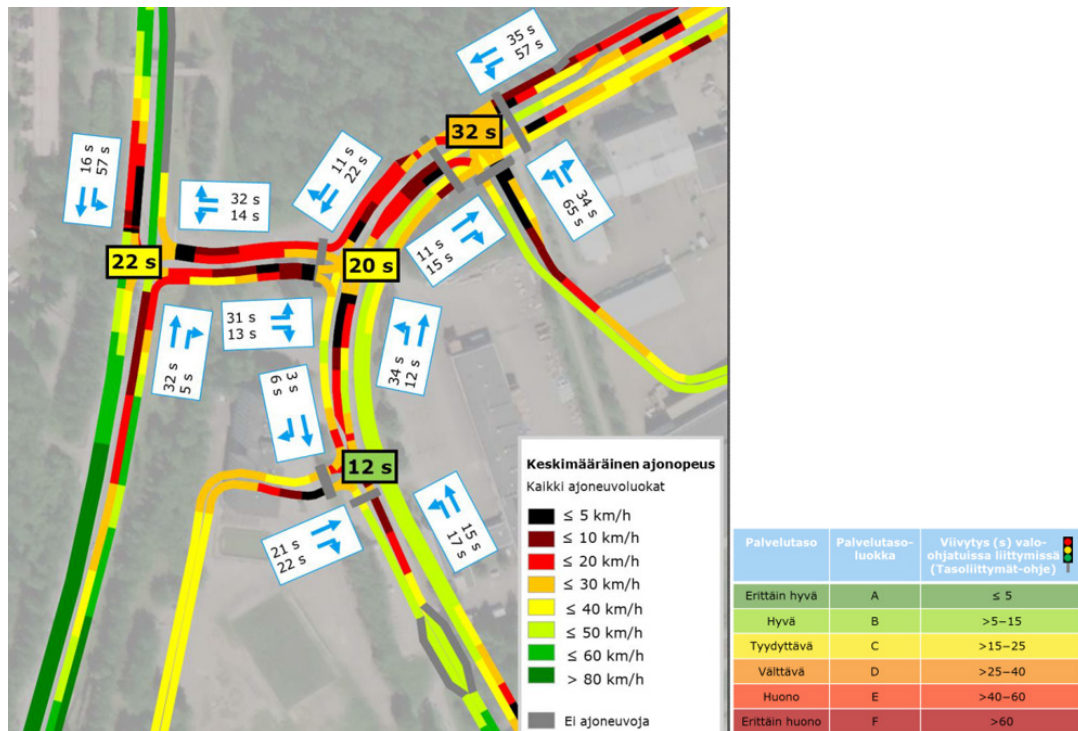 35 s
57 s
32 s
16 s
57 s
11 s
22 s
32 s
14 s
34 s
65 s
22 s
20 s
11 s
15 s
31 s
13 s
32 s
5 s
34 s
12 s
3 s
6 s
12 s
21 s
22 s
15 s
17 s
Keskimääräinen ajonopeus
Kaikki ajoneuvoluokat
≤ 5 km/h
≤ 10 km/h
≤ 20 km/h
≤ 30 km/h
≤ 40 km/h
≤ 50 km/h
≤ 60 km/h
> 80 km/h
Ei ajoneuvoja
Palvelutaso Palvelutaso-luokka Viivytys (s) valo-ohjatuissa liittymissä (Tasoliittymät-ohje)
Erittäin hyvä A ≤ 5
Hyvä B >5−15
Tyydyttävä C >15−25
Välttävä D >25−40
Huono E >40−60
Erittäin huono F >60